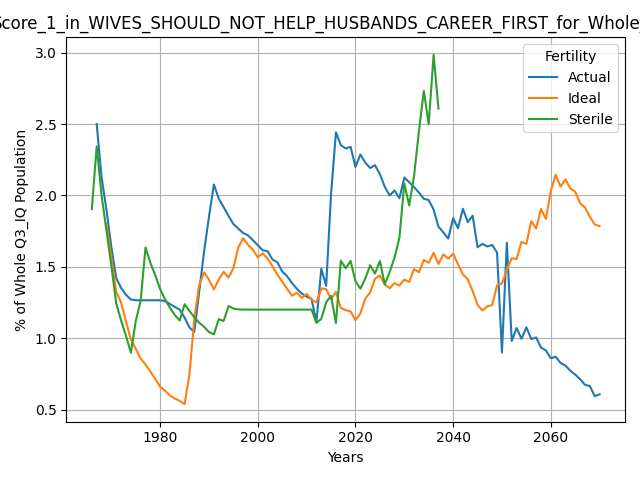 Score_1_in_WIVES_SHOULD_NOT_HELP_HUSBANDS_CAREER_FIRST_for_Whole_
Fertility
Actual
Ideal
Sterile
% of Whole Q3_IQ Population
3.0
2.5
2.0
1.5
1.0
0.5
1980 2000 2020 2040 2060
Years